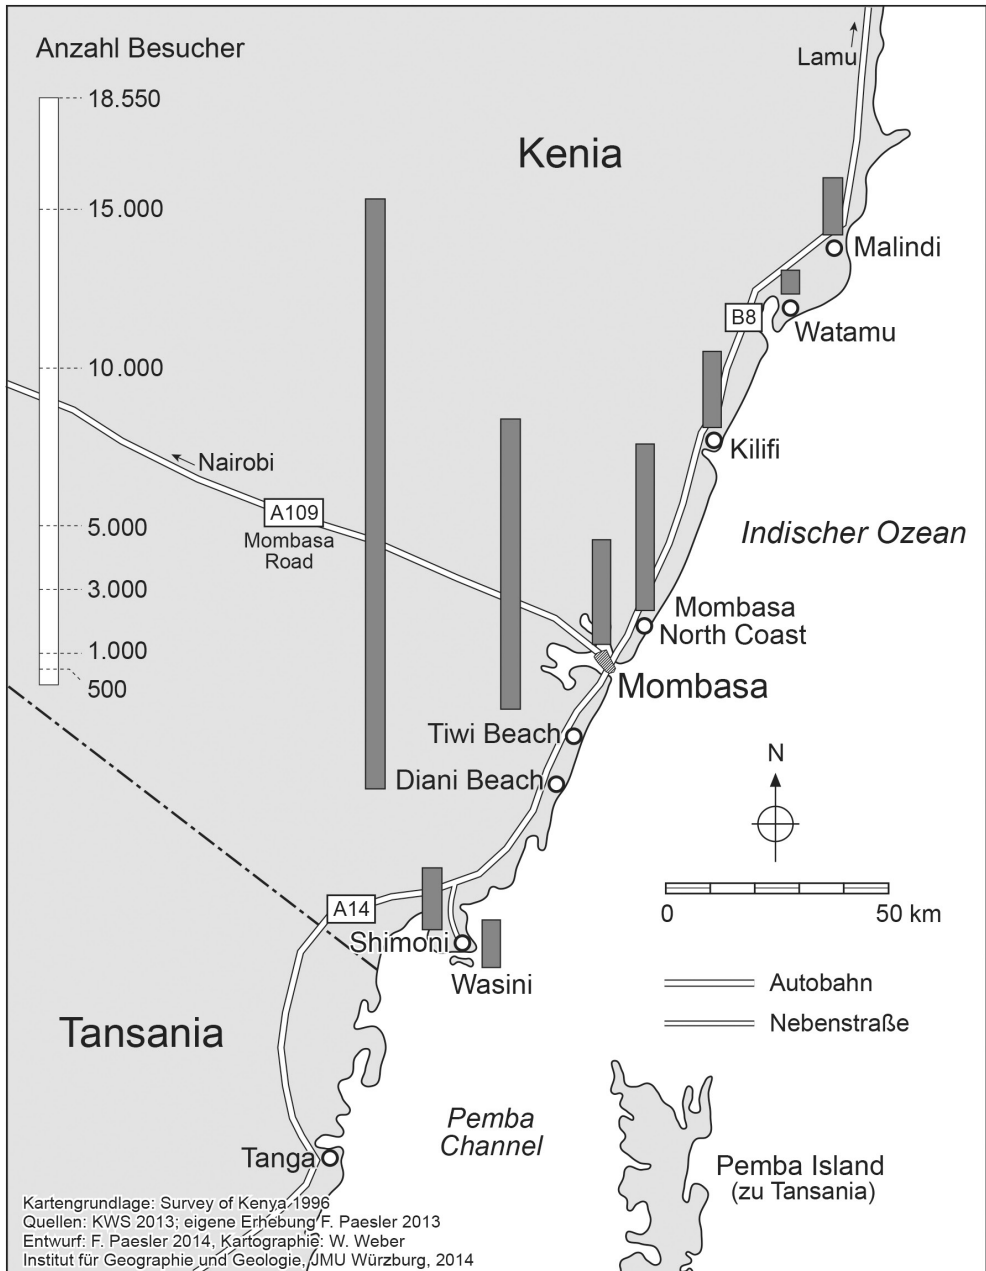 Anzahl Besucher
18.550
15.000
10.000
5.000
3.000
1.000
500
Lamu
Kenia
Malindi
B8
Watamu
Kilifi
Nairobi
A109
Mombasa
Road
Indischer Ozean
Mombasa
North Coast
Mombasa
Tiwi Beach
Diani Beach
N
0 50 km
A14
Shimoni
Wasini
Autobahn
Nebenstraße
Tansania
Pemba
Channel
Tanga
Pemba Island
(zu Tansania)
Kartengrundlage: Survey of Kenya 1996
Quellen: KWS 2013; eigene Erhebung F. Paesler 2013
Entwurf: F. Paesler 2014, Kartographie: W. Weber
Institut für Geographie und Geologie, JMU Würzburg, 2014